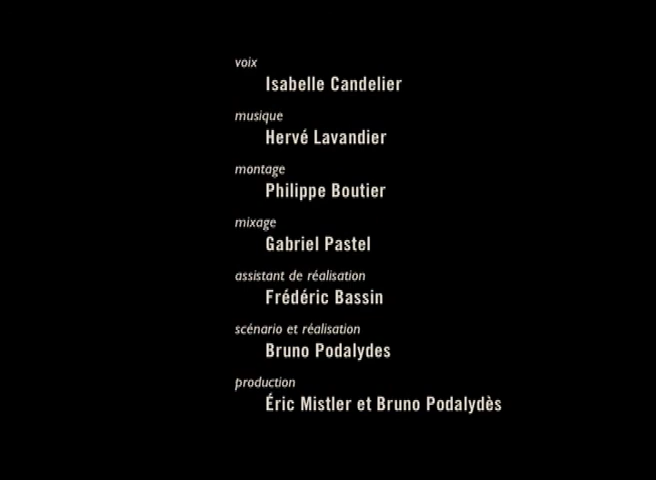 voix
Isabelle Candelier
musique
Hervé Lavandier
montage
Philippe Boutier
mixage
Gabriel Pastel
assistant de réalisation
Frédéric Bassin
scénario et réalisation
Bruno Podalydes
production
Éric Mistler et Bruno Podalydès